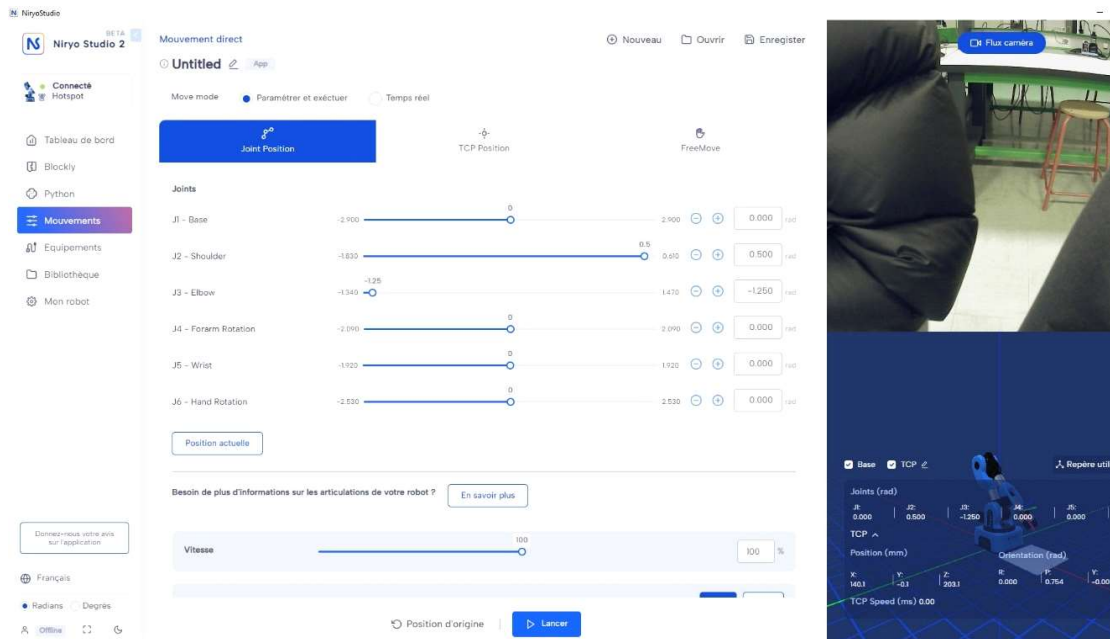 NiryoStudio
BETA
Niryo Studio 2
Connecté
Hotspot
Tableau de bord
Blockly
Python
Mouvements
Equipements
Bibliothèque
Mon robot
Donnez-nous votre avis
sur l'application
Français
Radians Degrés
Offline
Mouvement direct
Nouveau Ouvrir Enregister
Untitled App
Move mode Paramétrer et exéctuer Temps réel
Joint Position TCP Position FreeMove
Joints
0
J1 - Base -2.900 2.900 0.000 rad
0.5
J2 - Shoulder -1.830 0.610 0.500 rad
-1.25
J3 - Elbow -1.340 1.470 -1.250 rad
0
J4 - Forarm Rotation -2.090 2.090 0.000 rad
0
J5 - Wrist -1.920 1.920 0.000 rad
0
J6 - Hand Rotation -2.530 2.530 0.000 rad
Position actuelle
Besoin de plus d'informations sur les articulations de votre robot ? En savoir plus
100
Vitesse 100 %
Position d'origine Lancer
Flux caméra
Base TCP Repère util
Joints (rad)
J1: J2: J3: J4: J5:
0.000 0.500 -1.250 0.000 0.000
TCP
Position (mm) Orientation (rad)
X: Y: Z: R: P: Y:
140.1 -0.1 203.1 0.000 0.754 -0.00
TCP Speed (ms) 0.00